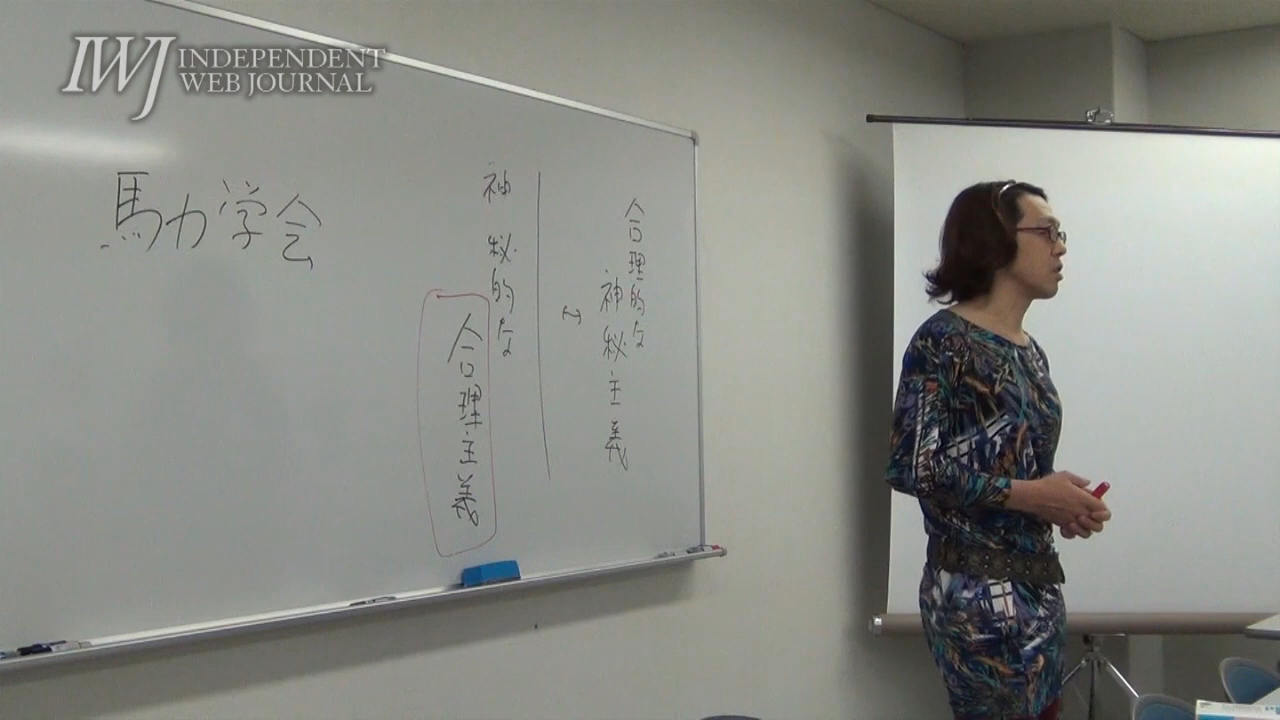 IWJ INDEPENDENT
WEB JOURNAL
馬力学会
合理的な
神秘主義
神秘的な
合理主義